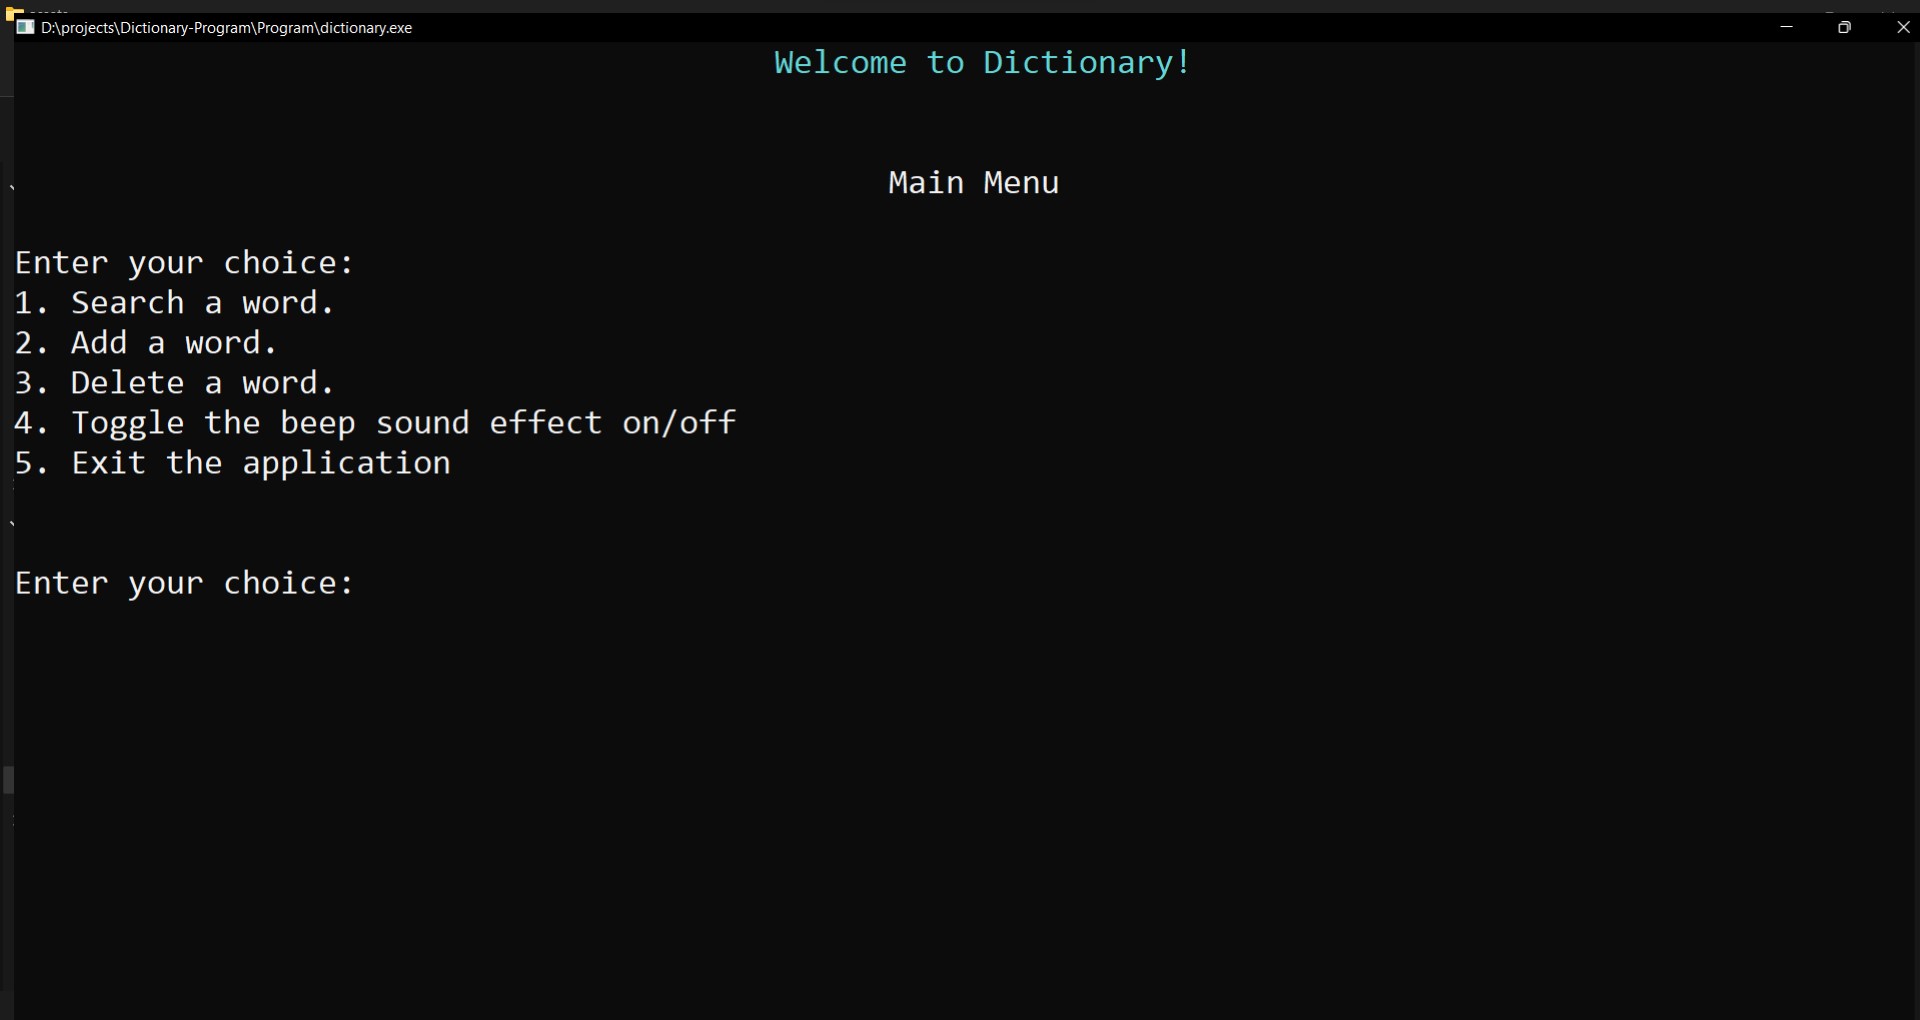 D:\projects\Dictionary-Program\Program\dictionary.exe
Welcome to Dictionary!
Main Menu
Enter your choice:
1. Search a word.
2. Add a word.
3. Delete a word.
4. Toggle the beep sound effect on/off
5. Exit the application
Enter your choice: